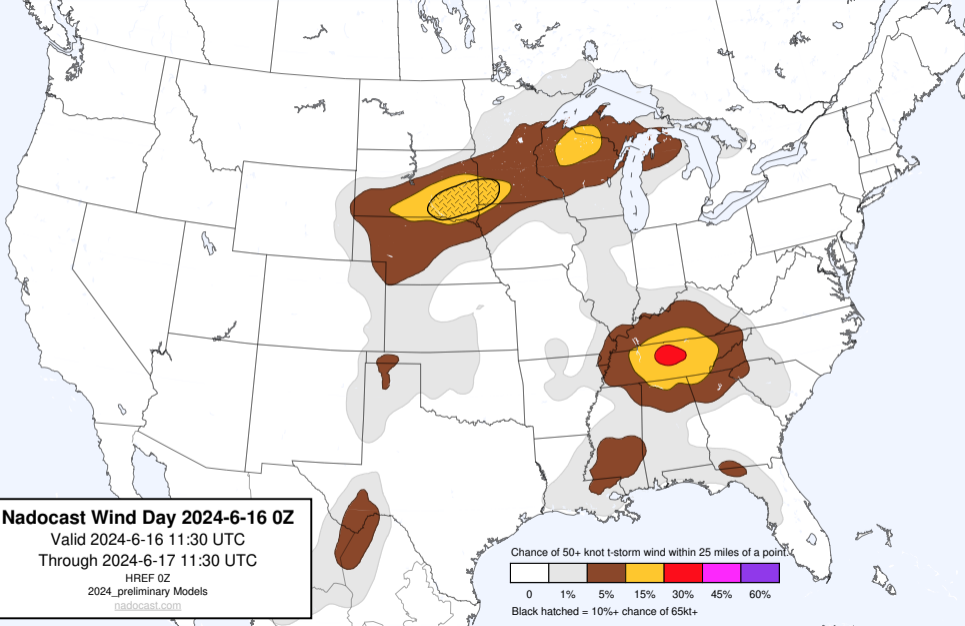 Nadocast Wind Day 2024-6-16 0Z
Valid 2024-6-16 11:30 UTC
Through 2024-6-17 11:30 UTC
HREF 0Z
2024_preliminary Models
nadocast.com
Chance of 50+ knot t-storm wind within 25 miles of a point.
0 1% 5% 15% 30% 45% 60%
Black hatched = 10%+ chance of 65kt+